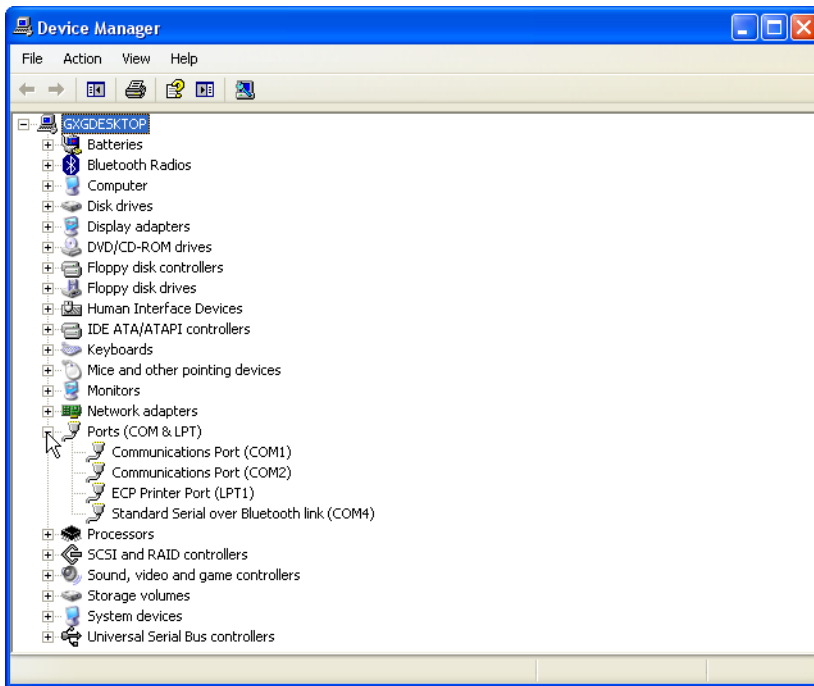 Device Manager
File Action View Help
GXGDESKTOP
Batteries
Bluetooth Radios
Computer
Disk drives
Display adapters
DVD/CD-ROM drives
Floppy disk controllers
Floppy disk drives
Human Interface Devices
IDE ATA/ATAPI controllers
Keyboards
Mice and other pointing devices
Monitors
Network adapters
Ports (COM & LPT)
Communications Port (COM1)
Communications Port (COM2)
ECP Printer Port (LPT1)
Standard Serial over Bluetooth link (COM4)
Processors
SCSI and RAID controllers
Sound, video and game controllers
Storage volumes
System devices
Universal Serial Bus controllers